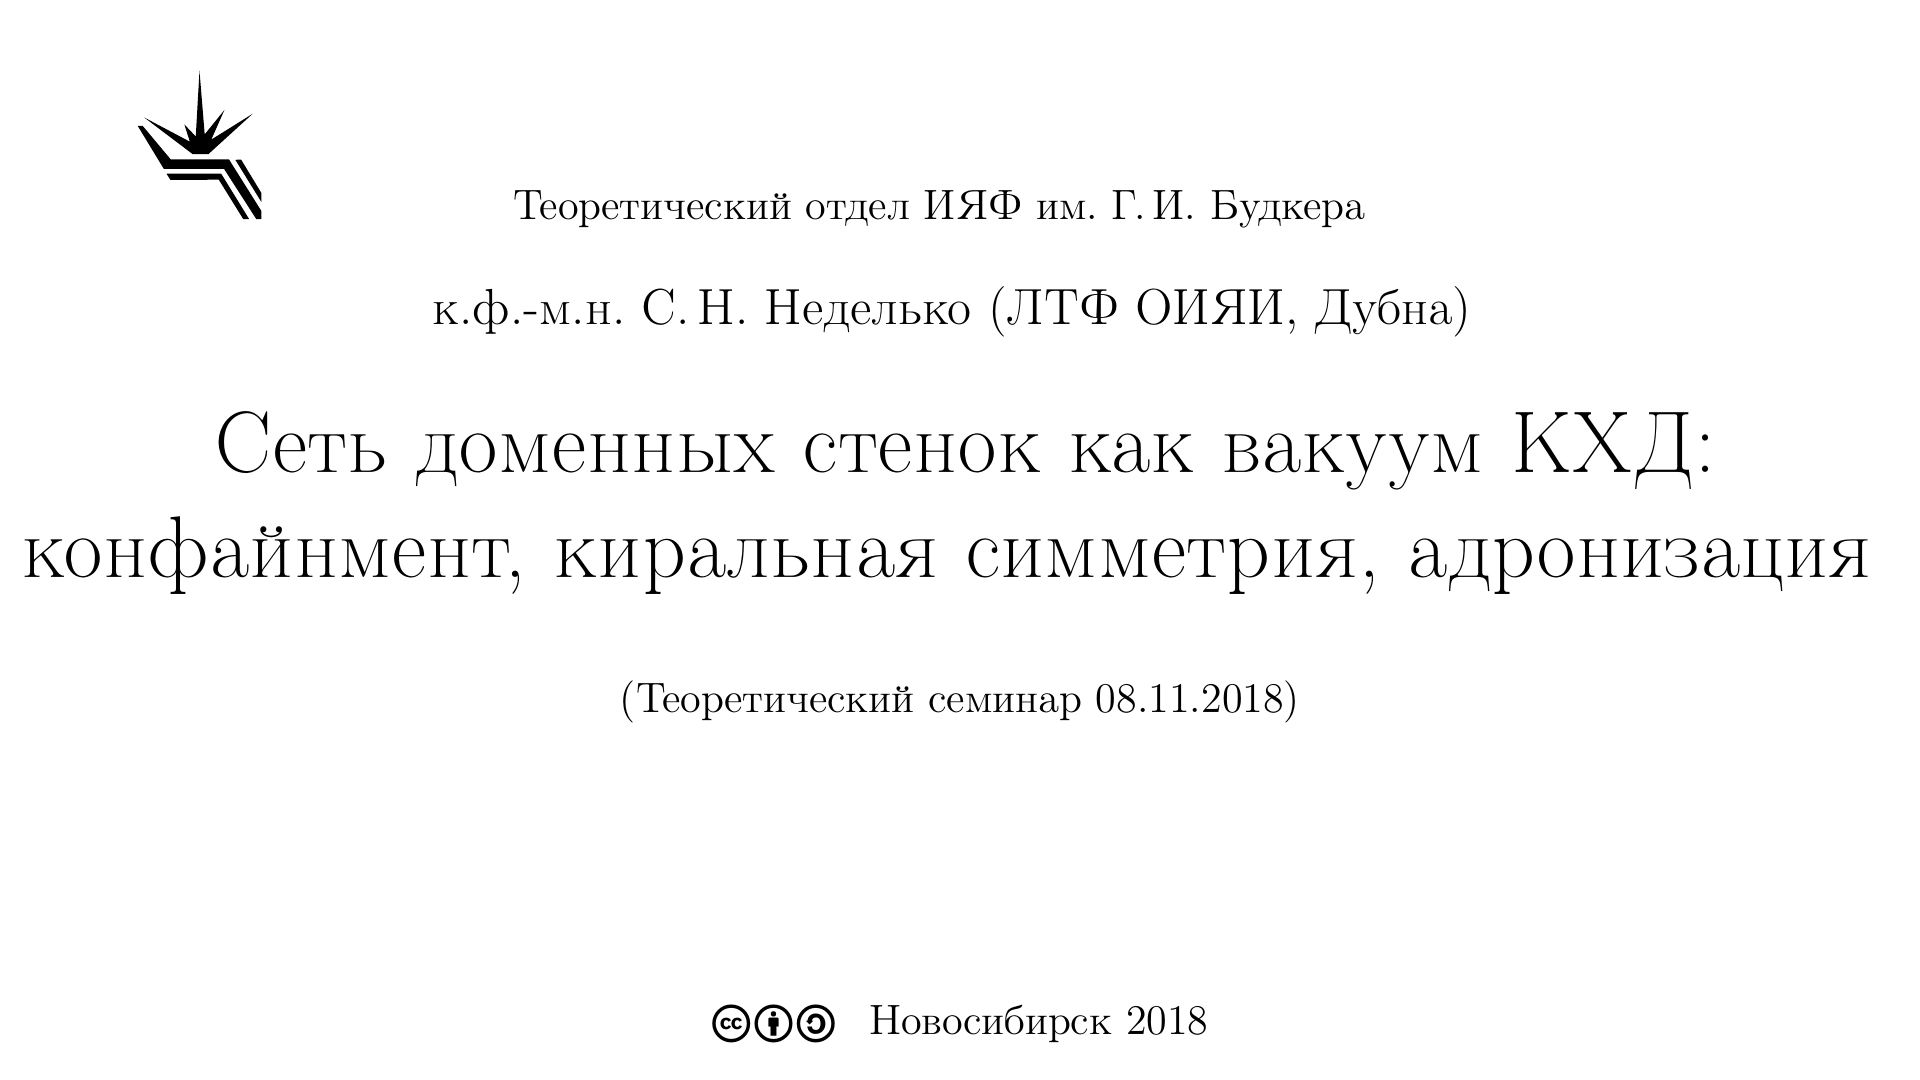 Теоретический отдел ИЯФ им. Г. И. Будкера
к.ф.-м.н. С. Н. Неделько (ЛТФ ОИЯИ, Дубна)
Сеть доменных стенок как вакуум КХД:
конфайнмент, киральная симметрия, адронизация
(Теоретический семинар 08.11.2018)
cc Новосибирск 2018